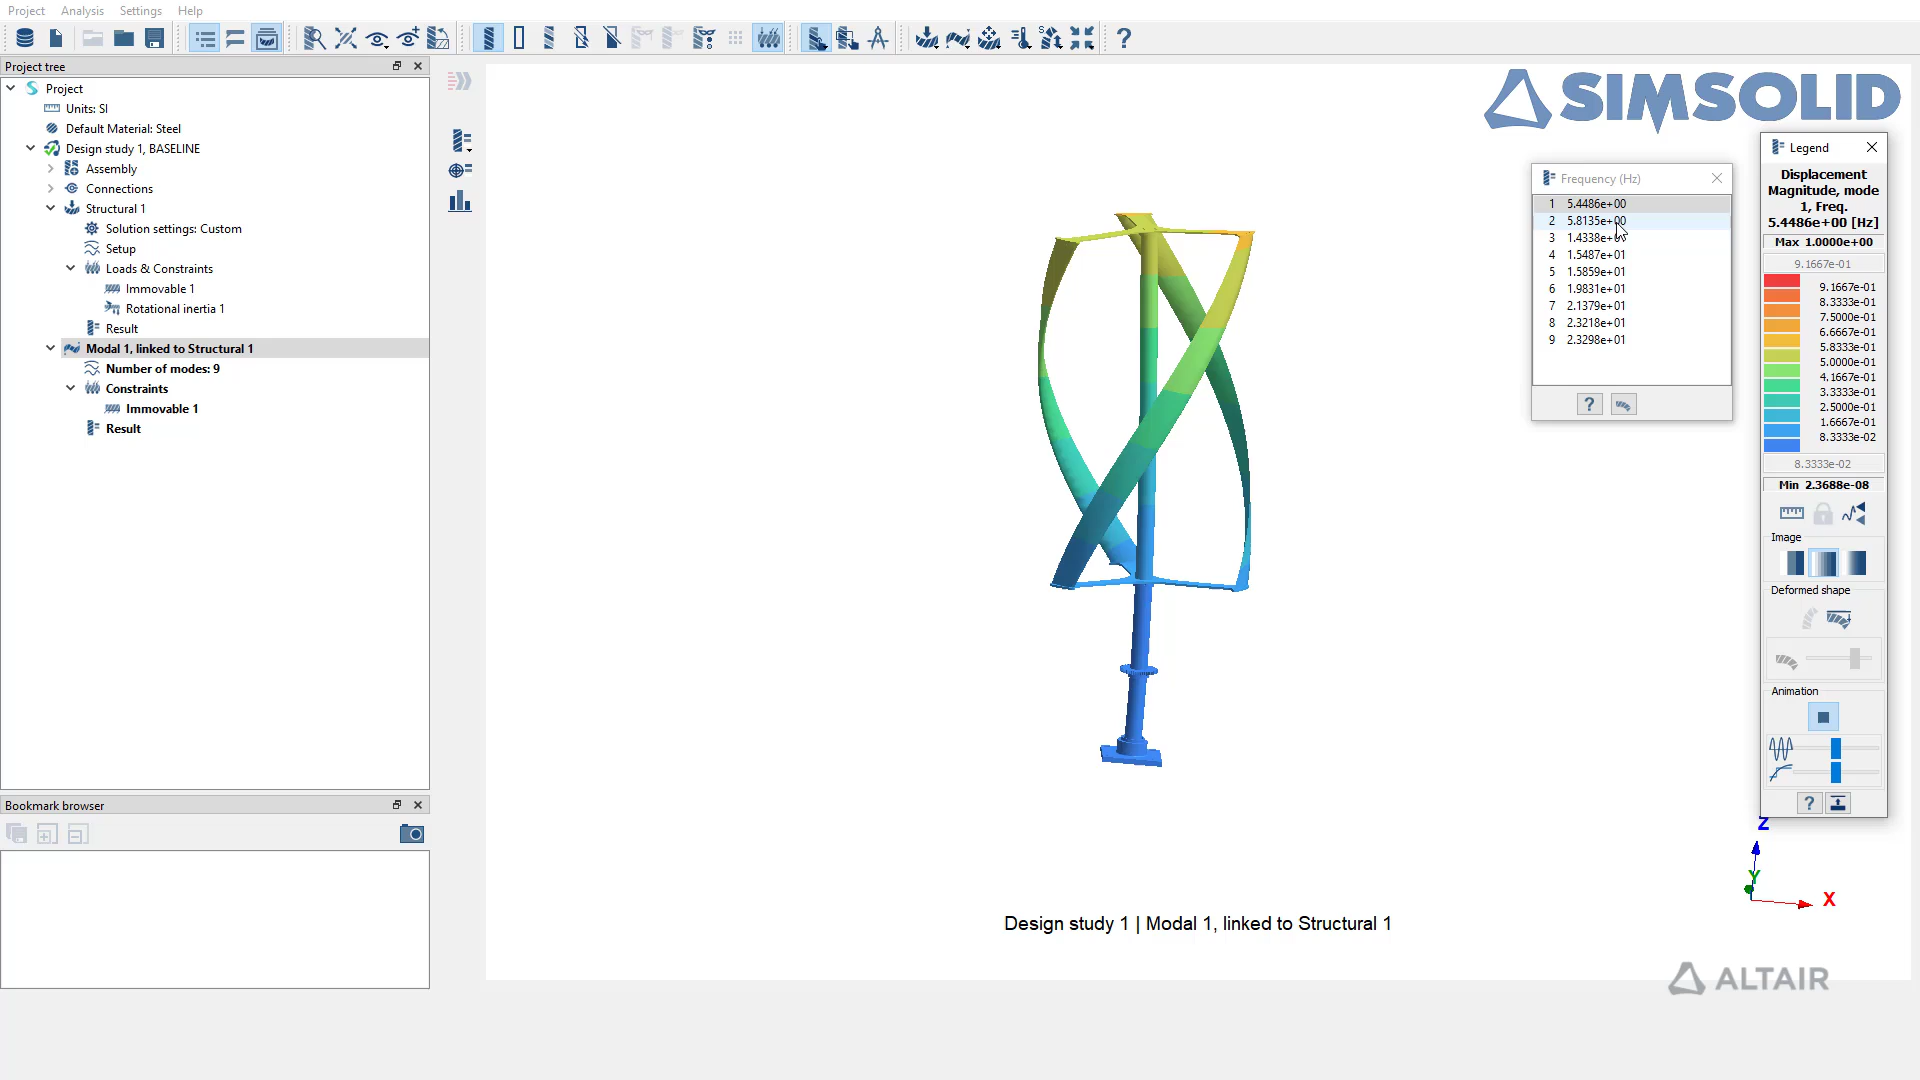 Project Analysis Settings Help
Project tree
Project
Units: SI
Default Material: Steel
Design study 1, BASELINE
Assembly
Connections
Structural 1
Solution settings: Custom
Setup
Loads & Constraints
Immovable 1
Rotational inertia 1
Result
Modal 1, linked to Structural 1
Number of modes: 9
Constraints
Immovable 1
Result
Bookmark browser
SIMSOLID
Frequency (Hz)
1 5.4486e+00
2 5.8135e+00
3 1.4338e+01
4 1.5487e+01
5 1.5859e+01
6 1.9831e+01
7 2.1379e+01
8 2.3218e+01
9 2.3298e+01
?
Legend
Displacement
Magnitude, mode
1, Freq.
5.4486e+00 [Hz]
Max 1.0000e+00
9.1667e-01
9.1667e-01
8.3333e-01
7.5000e-01
6.6667e-01
5.8333e-01
5.0000e-01
4.1667e-01
3.3333e-01
2.5000e-01
1.6667e-01
8.3333e-02
8.3333e-02
Min 2.3688e-08
Image
Deformed shape
Animation
?
Z
Y
X
Design study 1 | Modal 1, linked to Structural 1
ALTAIR